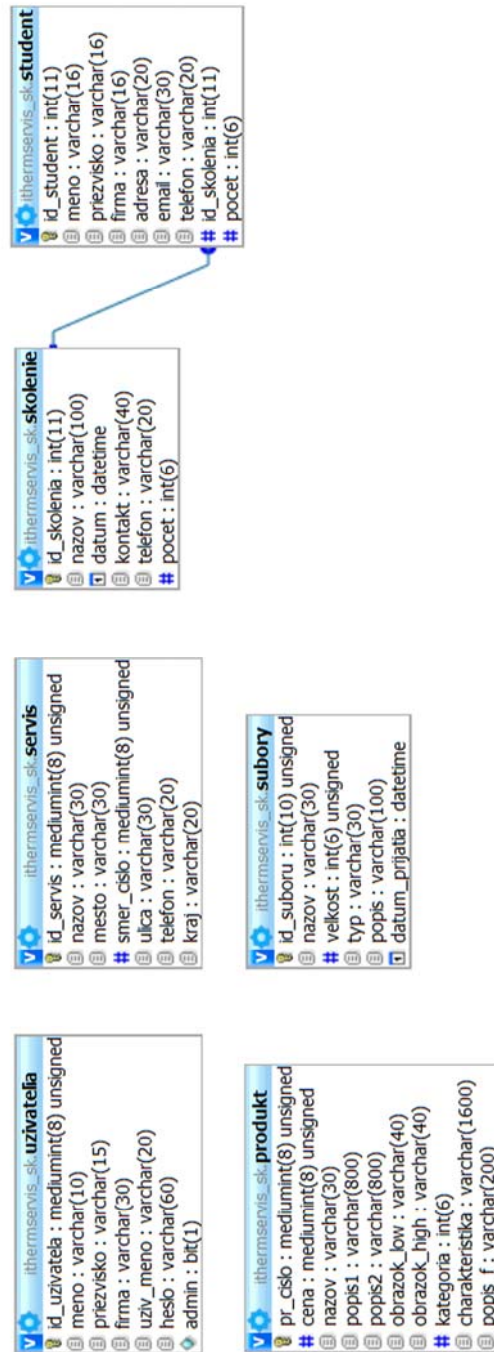 ithermservis_sk.uzivatelia
id_uzivatela : mediumint(8) unsigned
meno : varchar(10)
priezvisko : varchar(15)
firma : varchar(30)
uziv_meno : varchar(20)
heslo : varchar(60)
admin : bit(1)
ithermservis_sk.produkt
pr_cislo : mediumint(8) unsigned
cena : mediumint(8) unsigned
nazov : varchar(30)
popis1 : varchar(800)
popis2 : varchar(800)
obrazok_low : varchar(40)
obrazok_high : varchar(40)
kategoria : int(6)
charakteristika : varchar(1600)
popis_f : varchar(200)
ithermservis_sk.servis
id_servis : mediumint(8) unsigned
nazov : varchar(30)
mesto : varchar(30)
smer_cislo : mediumint(8) unsigned
ulica : varchar(30)
telefon : varchar(20)
kraj : varchar(20)
ithermservis_sk.subory
id_suboru : int(10) unsigned
nazov : varchar(30)
velkost : int(6) unsigned
typ : varchar(30)
popis : varchar(100)
datum_prijatia : datetime
ithermservis_sk.skolenie
id_skolenia : int(11)
nazov : varchar(100)
datum : datetime
kontakt : varchar(40)
telefon : varchar(20)
pocet : int(6)
ithermservis_sk.student
id_student : int(11)
meno : varchar(16)
priezvisko : varchar(16)
firma : varchar(16)
adresa : varchar(20)
email : varchar(30)
telefon : varchar(20)
id_skolenia : int(11)
pocet : int(6)